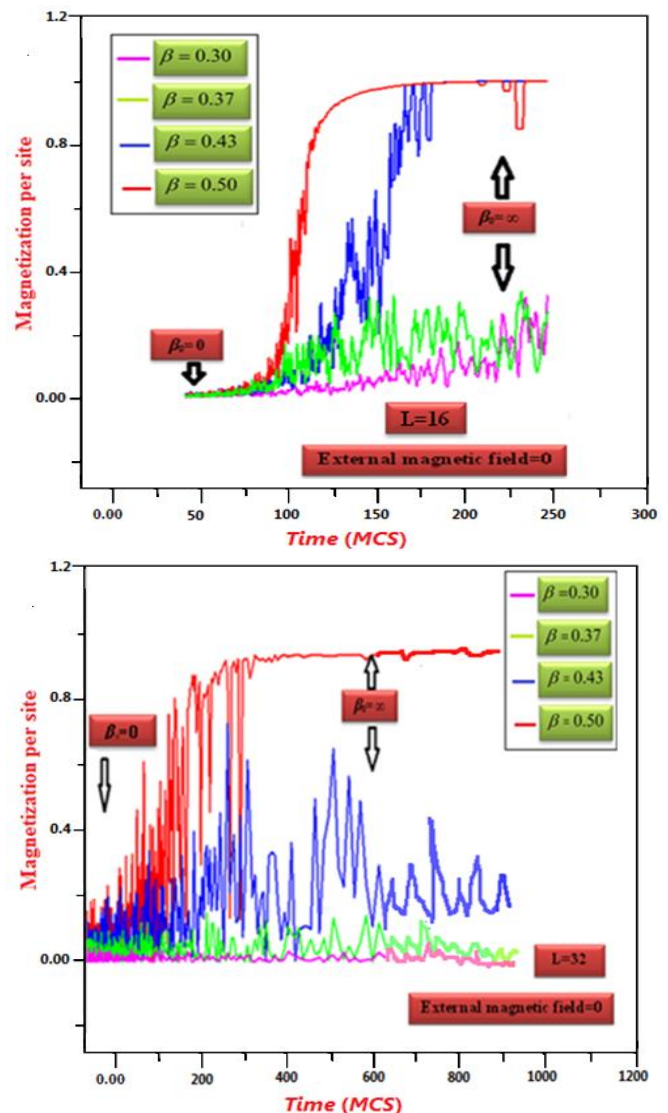 1.2
β = 0.30
β = 0.37
β = 0.43
β = 0.50
0.8
Magnetization per site
β₀=∞
0.4
β₀= 0
0.00
L=16
External magnetic field=0
0.00 50 100 150 200 250 300
Time (MCS)
1.2
β =0.30
β =0.37
β = 0.43
β = 0.50
0.8
Magnetization per site
=0
=∞
0.4
0.00
L=32
External magnetic field=0
0.00 200 400 600 800 1000 1200
Time (MCS)